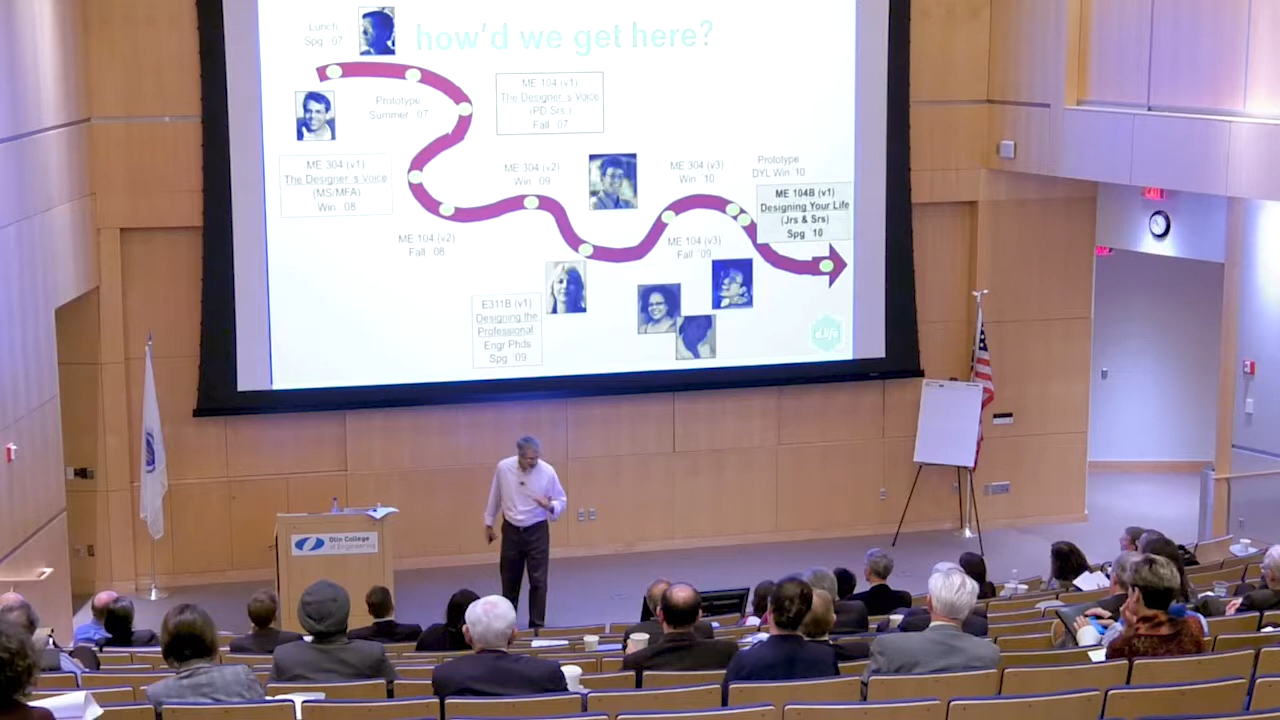 how'd we get here?
Lunch
Spg '07
Prototype
Summer '07
ME 104 (v1)
The Designer's Voice
(PD Srs.)
Fall '07
ME 304 (v1)
The Designer's Voice
(MS/MFA)
Win '08
ME 104 (v2)
Fall '08
ME 304 (v2)
Win '09
E311B (v1)
Designing the
Professional
Engr Phds
Spg '09
ME 104 (v3)
Fall '09
ME 304 (v3)
Win '10
Prototype
DYL Win '10
ME 104B (v1)
Designing Your Life
(Jrs & Srs)
Spg '10
d.life
Olin College
of Engineering
EXIT